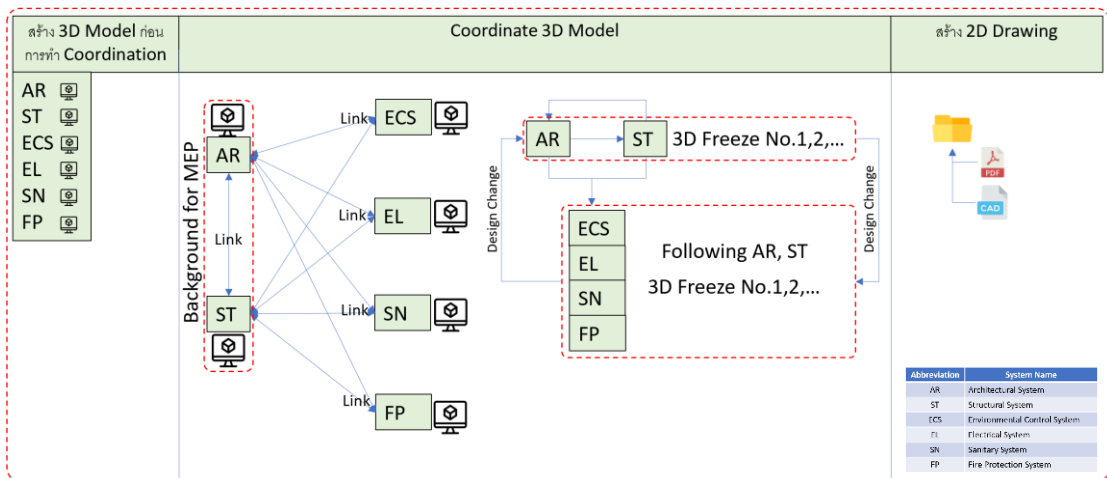 สร้าง 3D Model ก่อน
การทำ Coordination
Coordinate 3D Model
สร้าง 2D Drawing
AR
ST
ECS
EL
SN
FP
Background for MEP
AR
Link
ST
Link
ECS
Link
EL
Link
SN
Link
FP
AR
ST
3D Freeze No.1,2,...
Design Change
Design Change
ECS
EL
SN
FP
Following AR, ST
3D Freeze No.1,2,...
PDF
CAD
Abbreviation System Name
AR Architectural System
ST Structural System
ECS Environmental Control System
EL Electrical System
SN Sanitary System
FP Fire Protection System